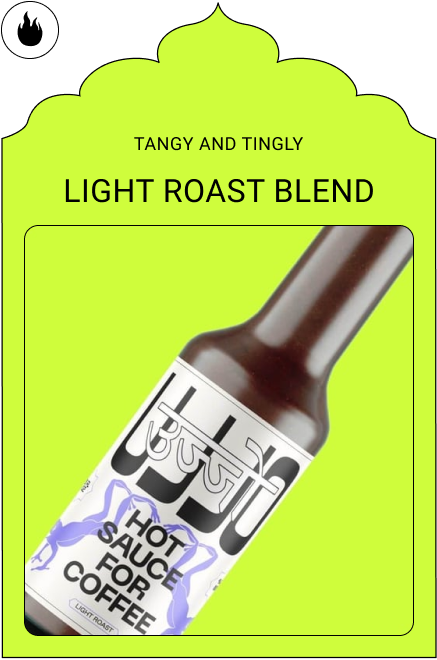 TANGY AND TINGLY
LIGHT ROAST BLEND
HOT
SAUCE
FOR
COFFEE
LIGHT ROAST